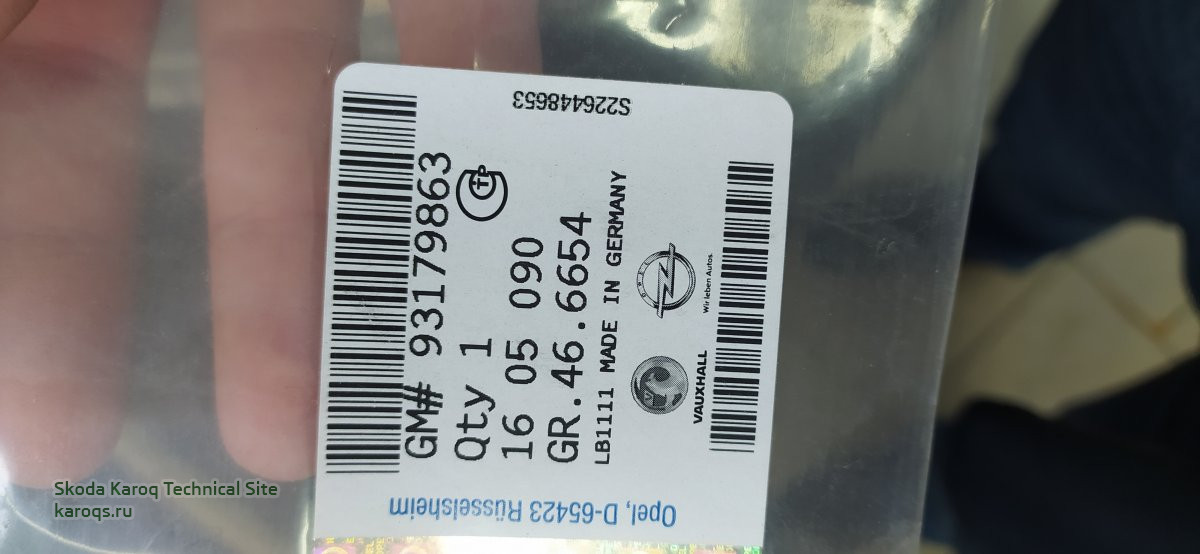 S226448653
GM# 93179863
Qty 1
16 05 090
GR.46.6654
LB1111 MADE IN GERMANY
OPEL
Wir leben Autos.
VAUXHALL
Opel, D-65423 Rüsselsheim
Skoda Karoq Technical Site
karoqs.ru